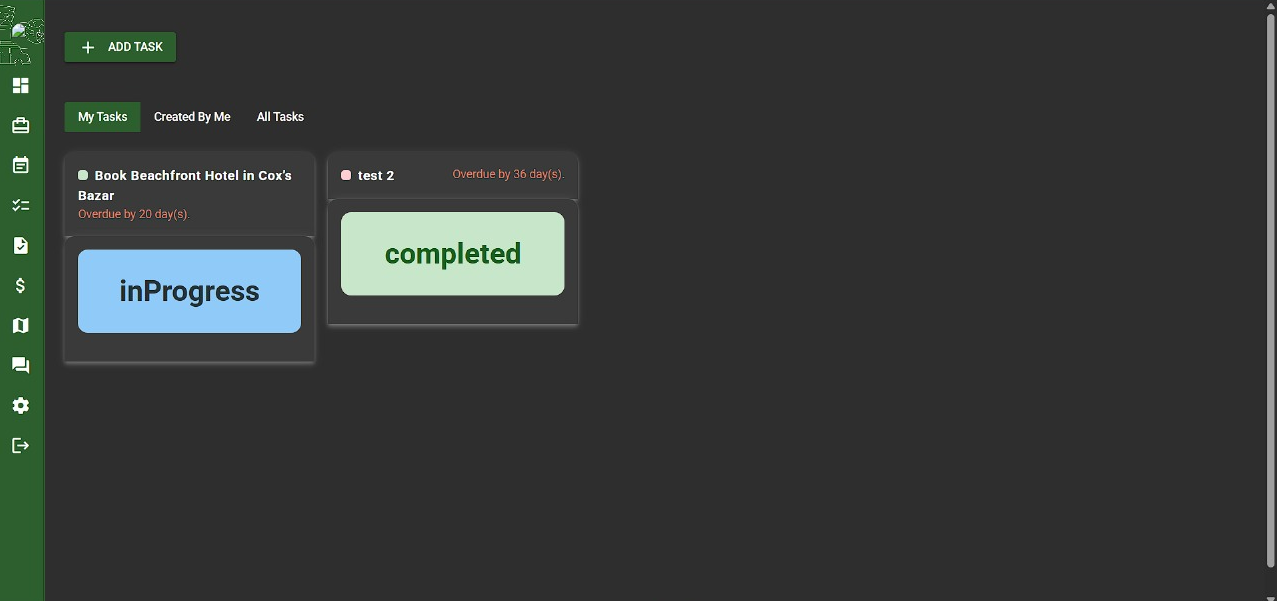 ADD TASK
My Tasks
Created By Me
All Tasks
Book Beachfront Hotel in Cox's
Bazar
Overdue by 20 day(s).
inProgress
test 2
Overdue by 36 day(s).
completed